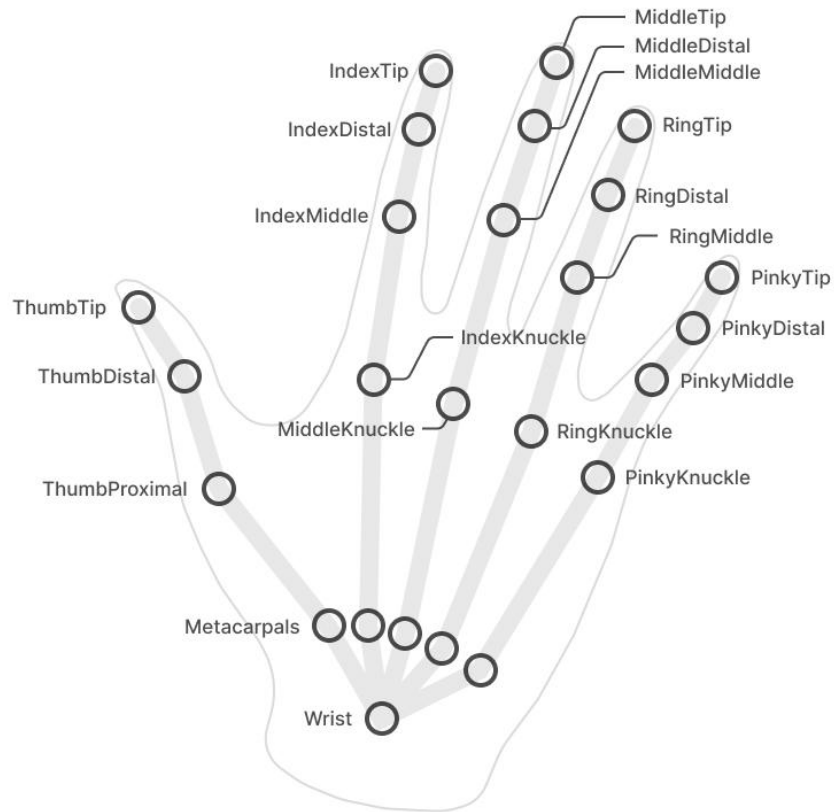 MiddleTip
MiddleDistal
MiddleMiddle
IndexTip
IndexDistal
RingTip
RingDistal
IndexMiddle
RingMiddle
PinkyTip
ThumbTip
PinkyDistal
IndexKnuckle
ThumbDistal
PinkyMiddle
MiddleKnuckle
RingKnuckle
PinkyKnuckle
ThumbProximal
Metacarpals
Wrist